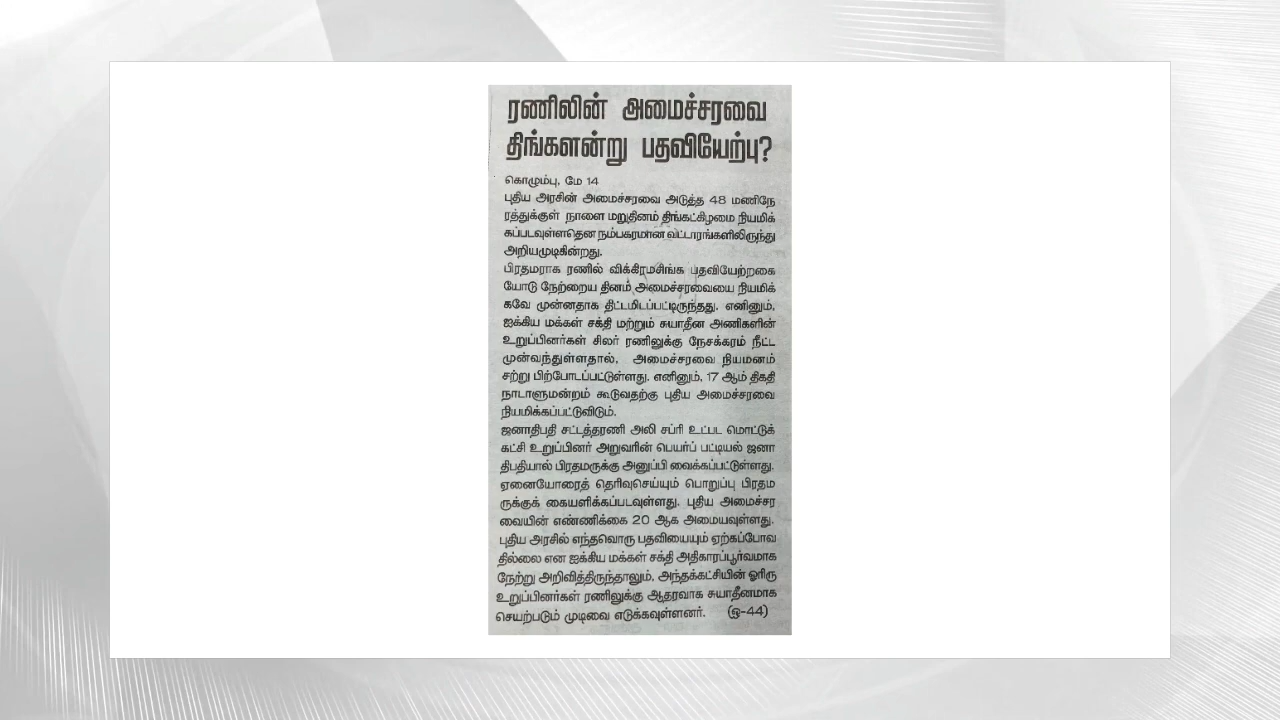 ரணிலின் அமைச்சரவை
திங்களன்று பதவியேற்பு?
கொழும்பு, மே 14
புதிய அரசின் அமைச்சரவை அடுத்த 48 மணிநே
ரத்துக்குள் நாளை மறுதினம் திங்கட்கிழமை நியமிக்
கப்படவுள்ளதென நம்பகரமான வட்டாரங்களிலிருந்து
அறியமுடிகின்றது.
பிரதமராக ரணில் விக்கிரமசிங்க பதவியேற்றகை
யோடு நேற்றைய தினம் அமைச்சரவையை நியமிக்
கவே முன்னதாக திட்டமிடப்பட்டிருந்தது. எனினும்,
ஐக்கிய மக்கள் சக்தி மற்றும் சுயாதீன அணிகளின்
உறுப்பினர்கள் சிலர் ரணிலுக்கு நேசக்கரம் நீட்ட
முன்வந்துள்ளதால், அமைச்சரவை நியமனம்
சற்று பிற்போடப்பட்டுள்ளது. எனினும், 17 ஆம் திகதி
நாடாளுமன்றம் கூடுவதற்கு புதிய அமைச்சரவை
நியமிக்கப்பட்டுவிடும்.
ஜனாதிபதி சட்டத்தரணி அலி சப்ரி உட்பட மொட்டுக்
கட்சி உறுப்பினர் அறுவரின் பெயர்ப் பட்டியல் ஜனா
திபதியால் பிரதமருக்கு அனுப்பி வைக்கப்பட்டுள்ளது.
ஏனையோரைத் தெரிவுசெய்யும் பொறுப்பு பிரதம
ருக்குக் கையளிக்கப்படவுள்ளது. புதிய அமைச்சர
வையின் எண்ணிக்கை 20 ஆக அமையவுள்ளது.
புதிய அரசில் எந்தவொரு பதவியையும் ஏற்கப்போவ
தில்லை என ஐக்கிய மக்கள் சக்தி அதிகாரப்பூர்வமாக
நேற்று அறிவித்திருந்தாலும், அந்தக்கட்சியின் ஓரிரு
உறுப்பினர்கள் ரணிலுக்கு ஆதரவாக சுயாதீனமாக
செயற்படும் முடிவை எடுக்கவுள்ளனர். (ஒ-44)